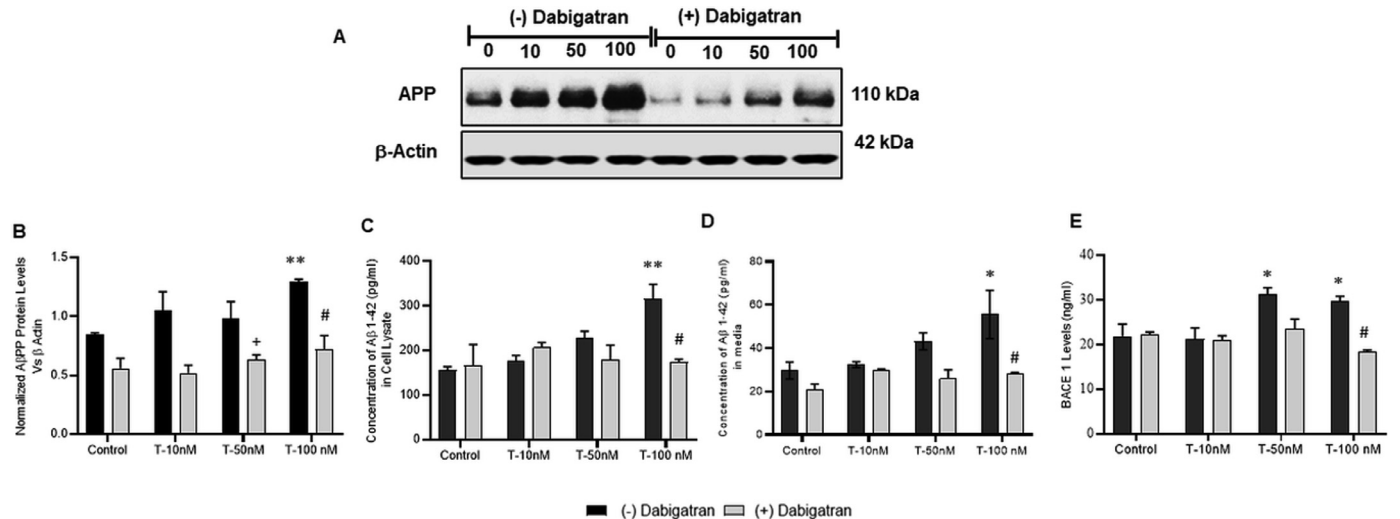 A
(-) Dabigatran (+) Dabigatran
0 10 50 100 0 10 50 100
APP 110 kDa
β-Actin 42 kDa
B
Normalized AβPP Protein Levels
Vs β Actin
1.5
1.0
0.5
0.0
**
+
#
Control T-10nM T-50nM T-100 nM
C
Concentration of Aβ 1-42 (pg/ml)
in Cell Lysate
400
300
200
100
0
**
#
Control T-10nM T-50nM T-100 nM
D
Concentration of Aβ 1-42 (pg/ml)
in media
80
60
40
20
0
*
#
Control T-10nM T-50nM T-100 nM
E
BACE 1 Levels (ng/ml)
40
30
20
10
0
*
*
#
Control T-10nM T-50nM T-100 nM
(-) Dabigatran (+) Dabigatran